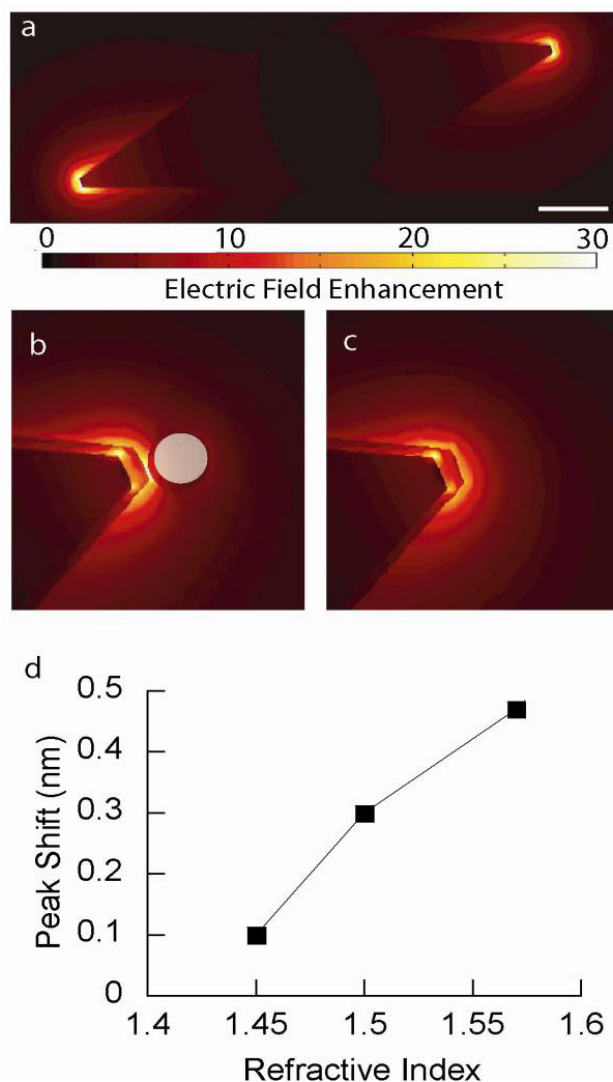 a
0 10 20 30
Electric Field Enhancement
b
c
d
0.5
0.4
0.3
0.2
0.1
0
Peak Shift (nm)
1.4 1.45 1.5 1.55 1.6
Refractive Index